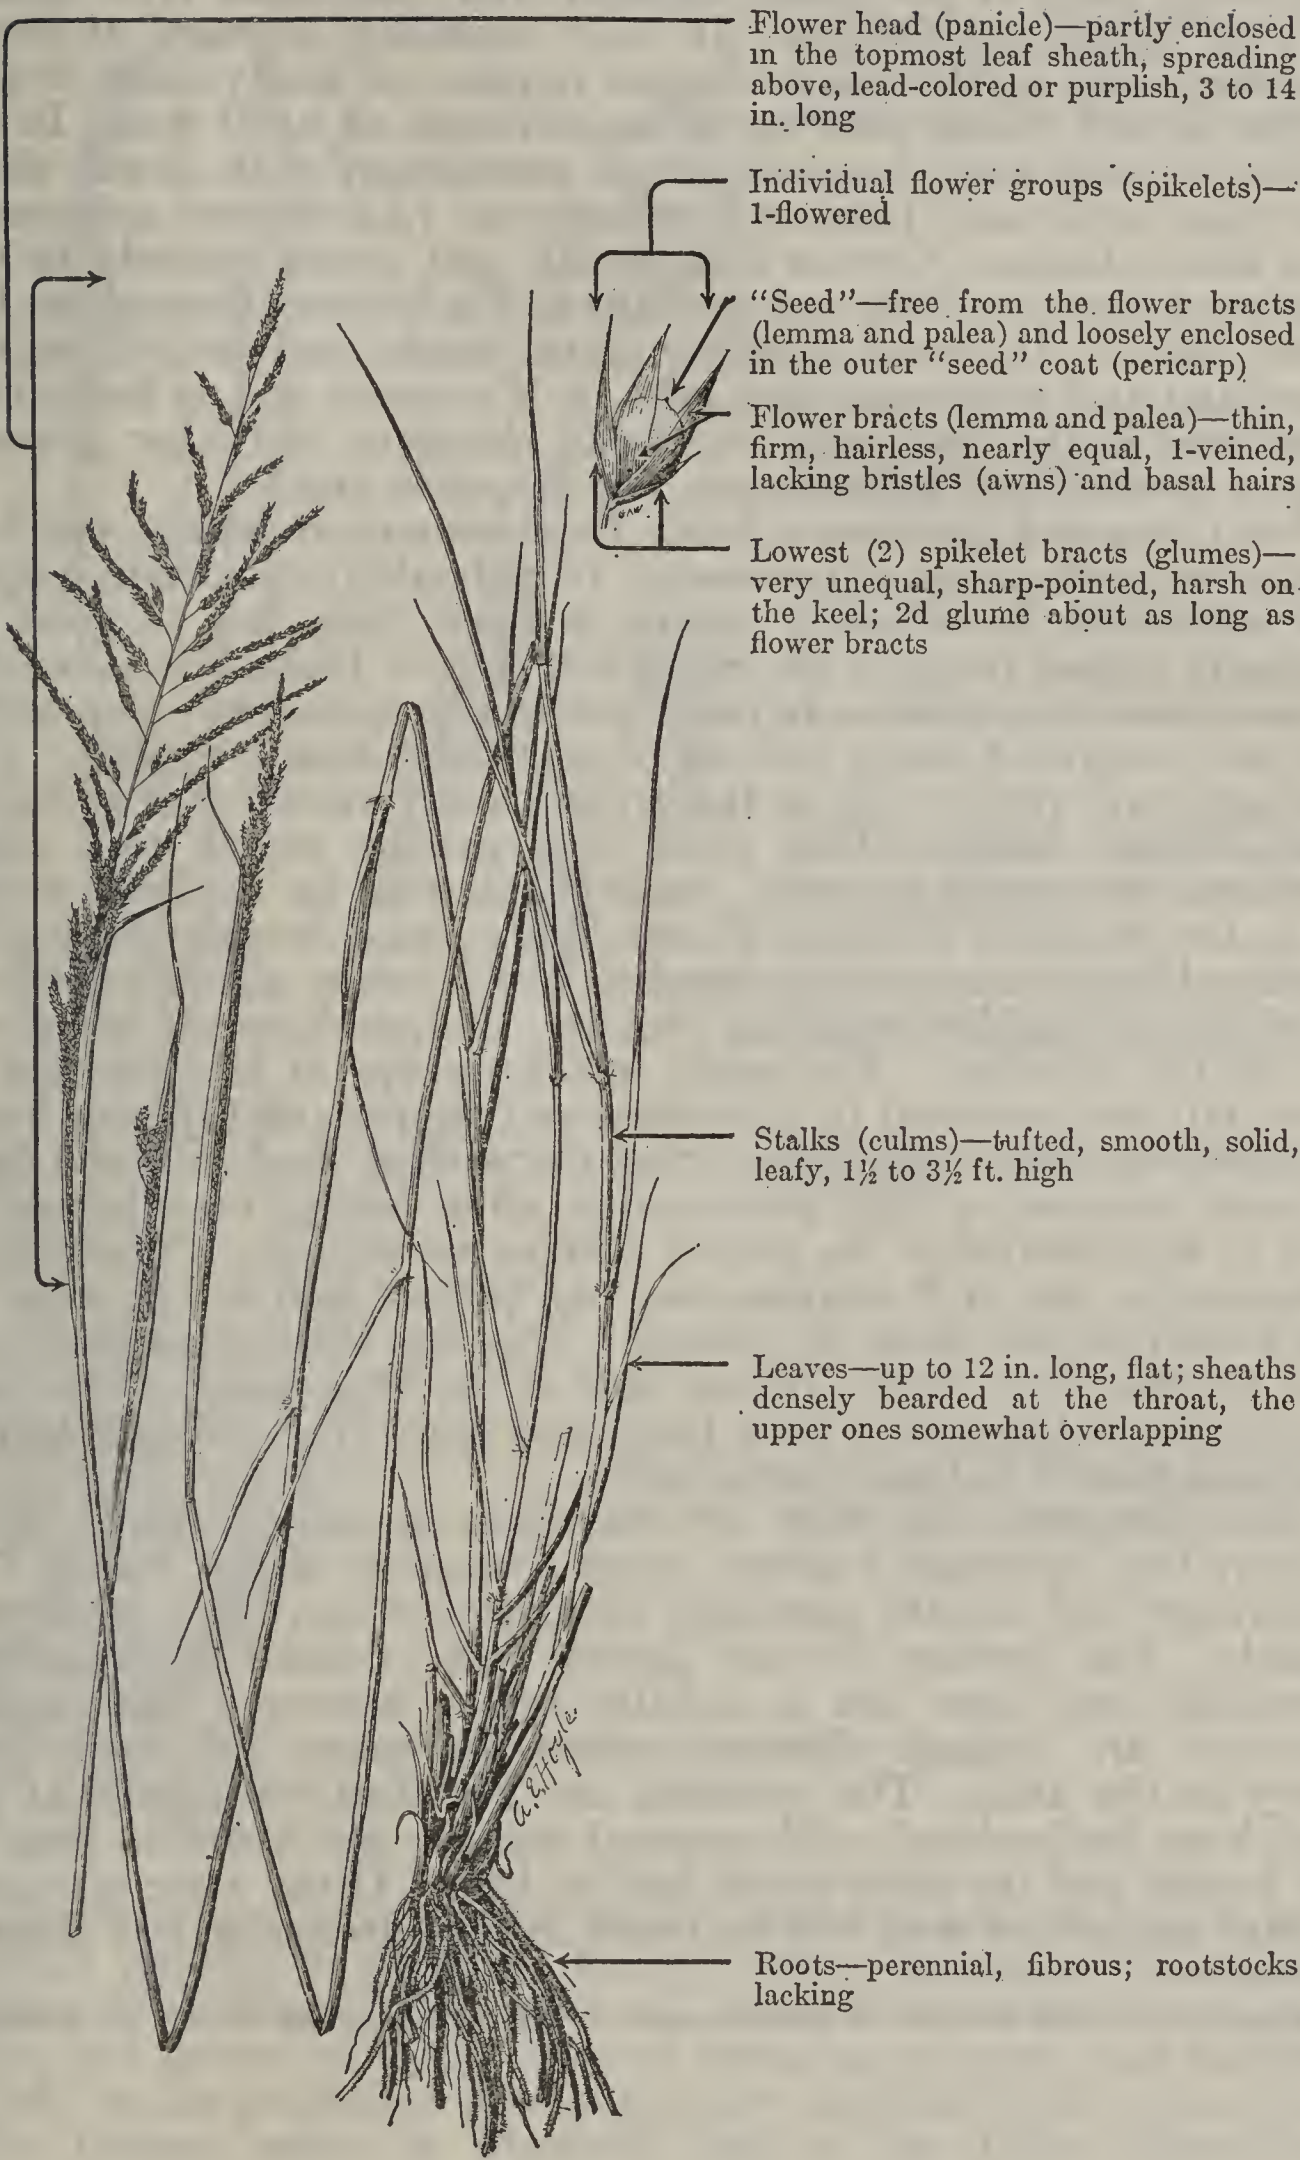 Flower head (panicle)—partly enclosed
in the topmost leaf sheath, spreading
above, lead-colored or purplish, 3 to 14
in. long
Individual flower groups (spikelets)—
1-flowered
“Seed”—free from the flower bracts
(lemma and palea) and loosely enclosed
in the outer “seed” coat (pericarp)
Flower bracts (lemma and palea)—thin,
firm, hairless, nearly equal, 1-veined,
lacking bristles (awns) and basal hairs
Lowest (2) spikelet bracts (glumes)—
very unequal, sharp-pointed, harsh on
the keel; 2d glume about as long as
flower bracts
Stalks (culms)—tufted, smooth, solid,
leafy, 1½ to 3½ ft. high
Leaves—up to 12 in. long, flat; sheaths
densely bearded at the throat, the
upper ones somewhat overlapping
A.E.Hoyle.
Roots—perennial, fibrous; rootstocks
lacking